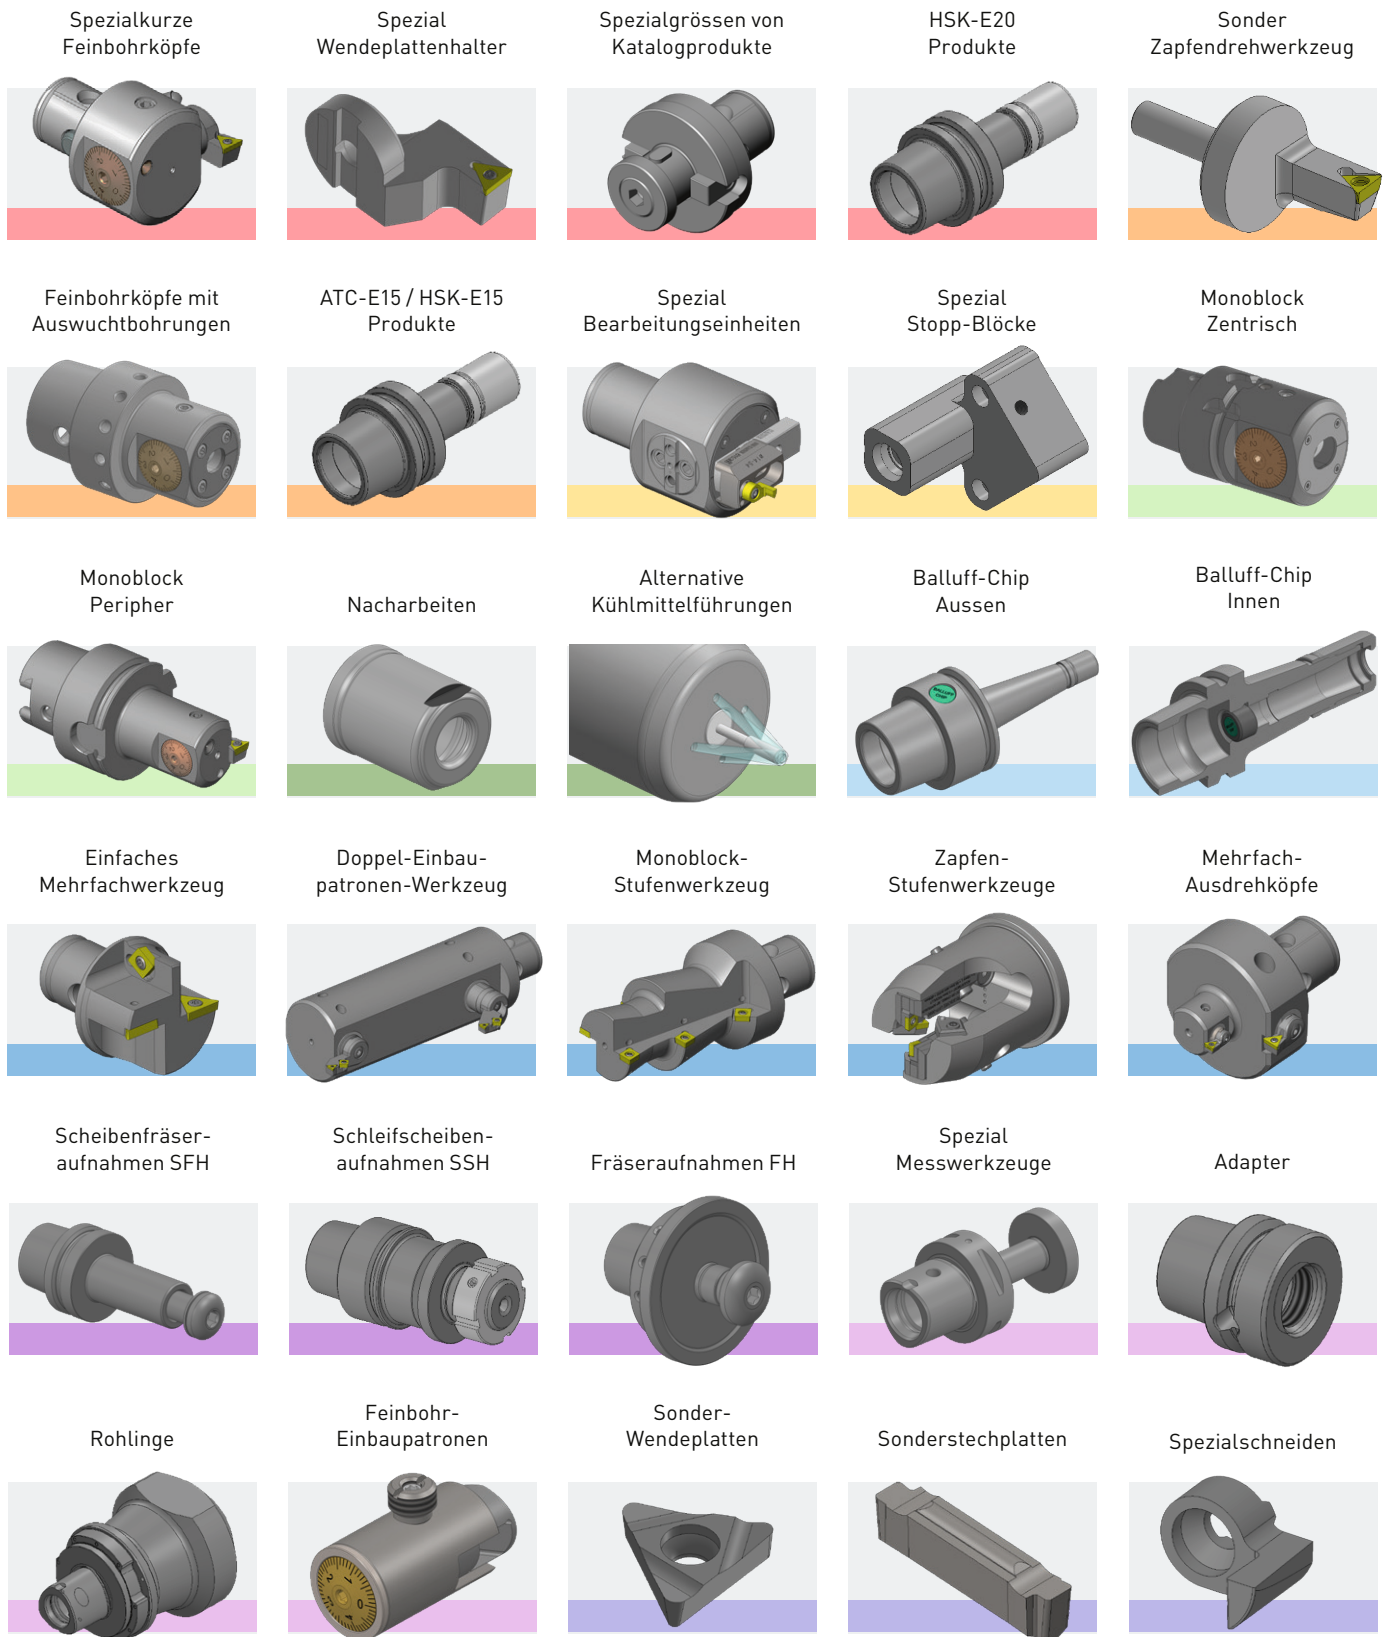 Spezialkurze
Feinbohrköpfe
Spezial
Wendeplattenhalter
Spezialgrössen von
Katalogprodukte
HSK-E20
Produkte
Sonder
Zapfendrehwerkzeug
Feinbohrköpfe mit
Auswuchtbohrungen
ATC-E15 / HSK-E15
Produkte
Spezial
Bearbeitungseinheiten
Spezial
Stopp-Blöcke
Monoblock
Zentrisch
Monoblock
Peripher
Nacharbeiten
Alternative
Kühlmittelführungen
Balluff-Chip
Aussen
BALLUFF
CHIP
Balluff-Chip
Innen
Einfaches
Mehrfachwerkzeug
Doppel-Einbau-
patronen-Werkzeug
Monoblock-
Stufenwerkzeug
Zapfen-
Stufenwerkzeuge
Mehrfach-
Ausdrehköpfe
Scheibenfräser-
aufnahmen SFH
Schleifscheiben-
aufnahmen SSH
Fräseraufnahmen FH
Spezial
Messwerkzeuge
Adapter
Rohlinge
Feinbohr-
Einbaupatronen
Sonder-
Wendeplatten
Sonderstechplatten
Spezialschneiden